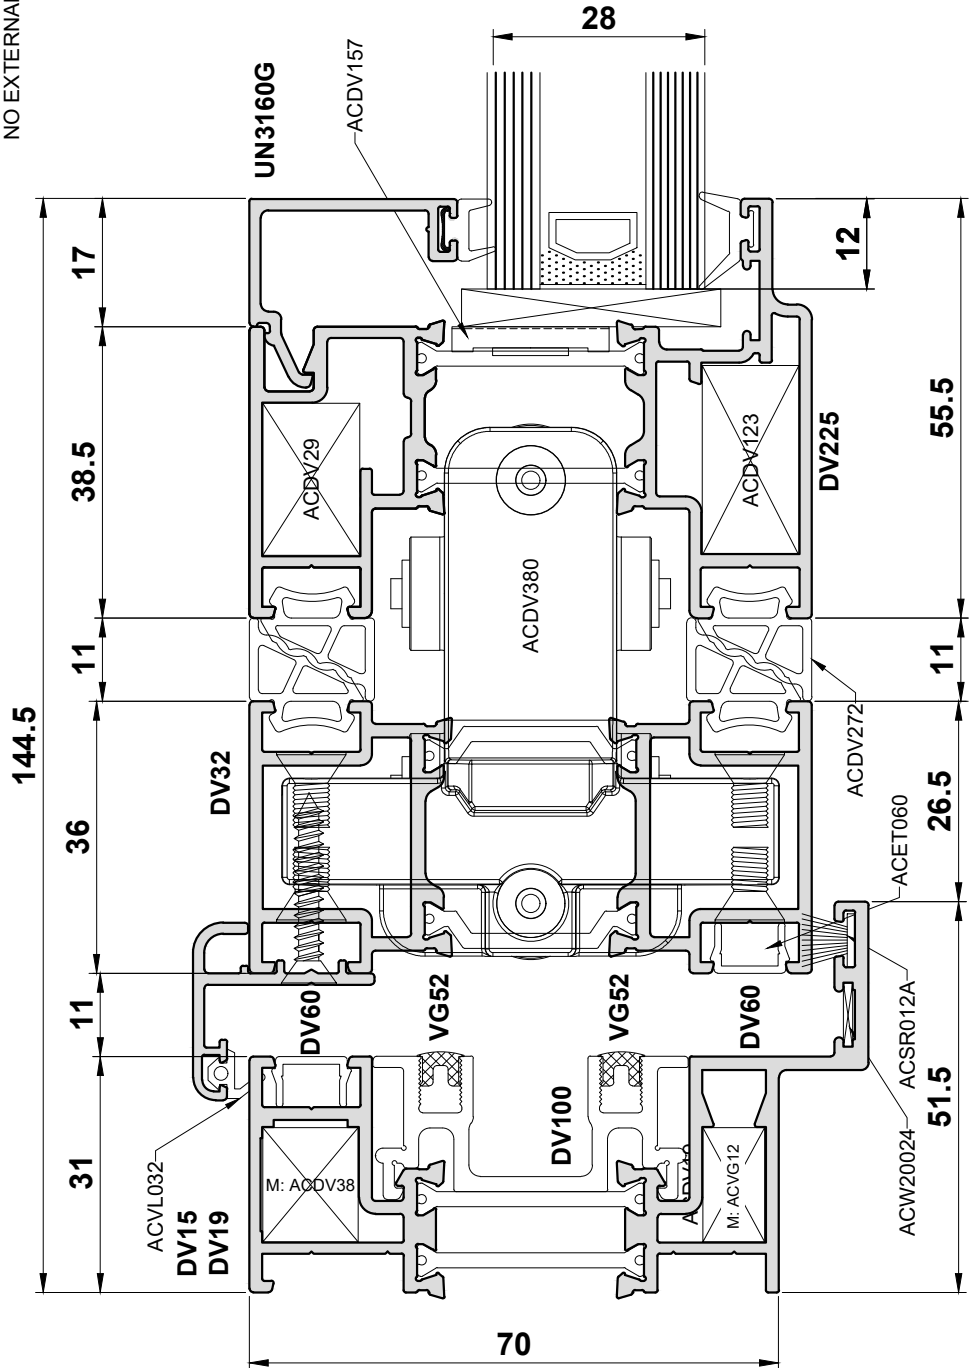 NO EXTERNAL
28
ACDV157
UN3160G
17
12
38.5
55.5
ACDV29
ACDV123
DV225
ACDV380
11
11
144.5
ACDV272
DV32
36
26.5
ACET060
11
DV60
VG52
VG52
DV60
ACSR012A
51.5
DV100
ACW20024
31
ACVL032
DV15
DV19
M: ACDV38
M: ACVG12
70